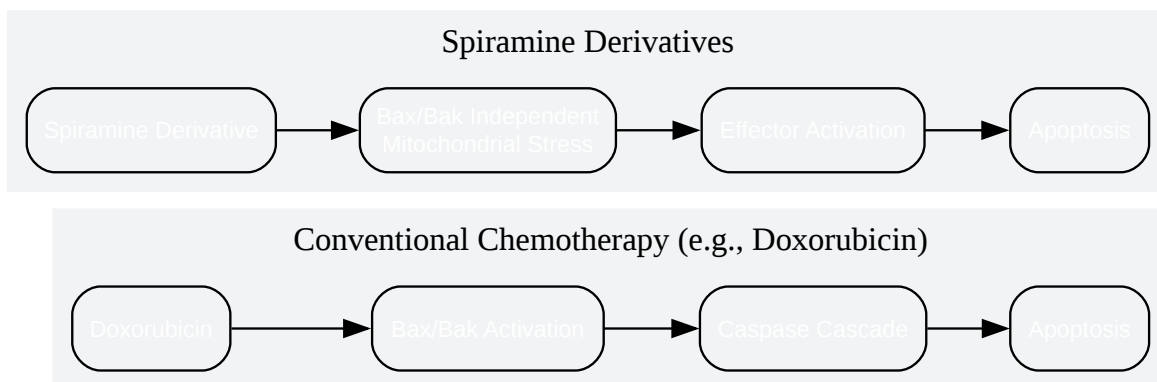 Spiramine Derivatives
Spiramine Derivative
Bax/Bak Independent
Mitochondrial Stress
Effector Activation
Apoptosis
Conventional Chemotherapy (e.g., Doxorubicin)
Doxorubicin
Bax/Bak Activation
Caspase Cascade
Apoptosis